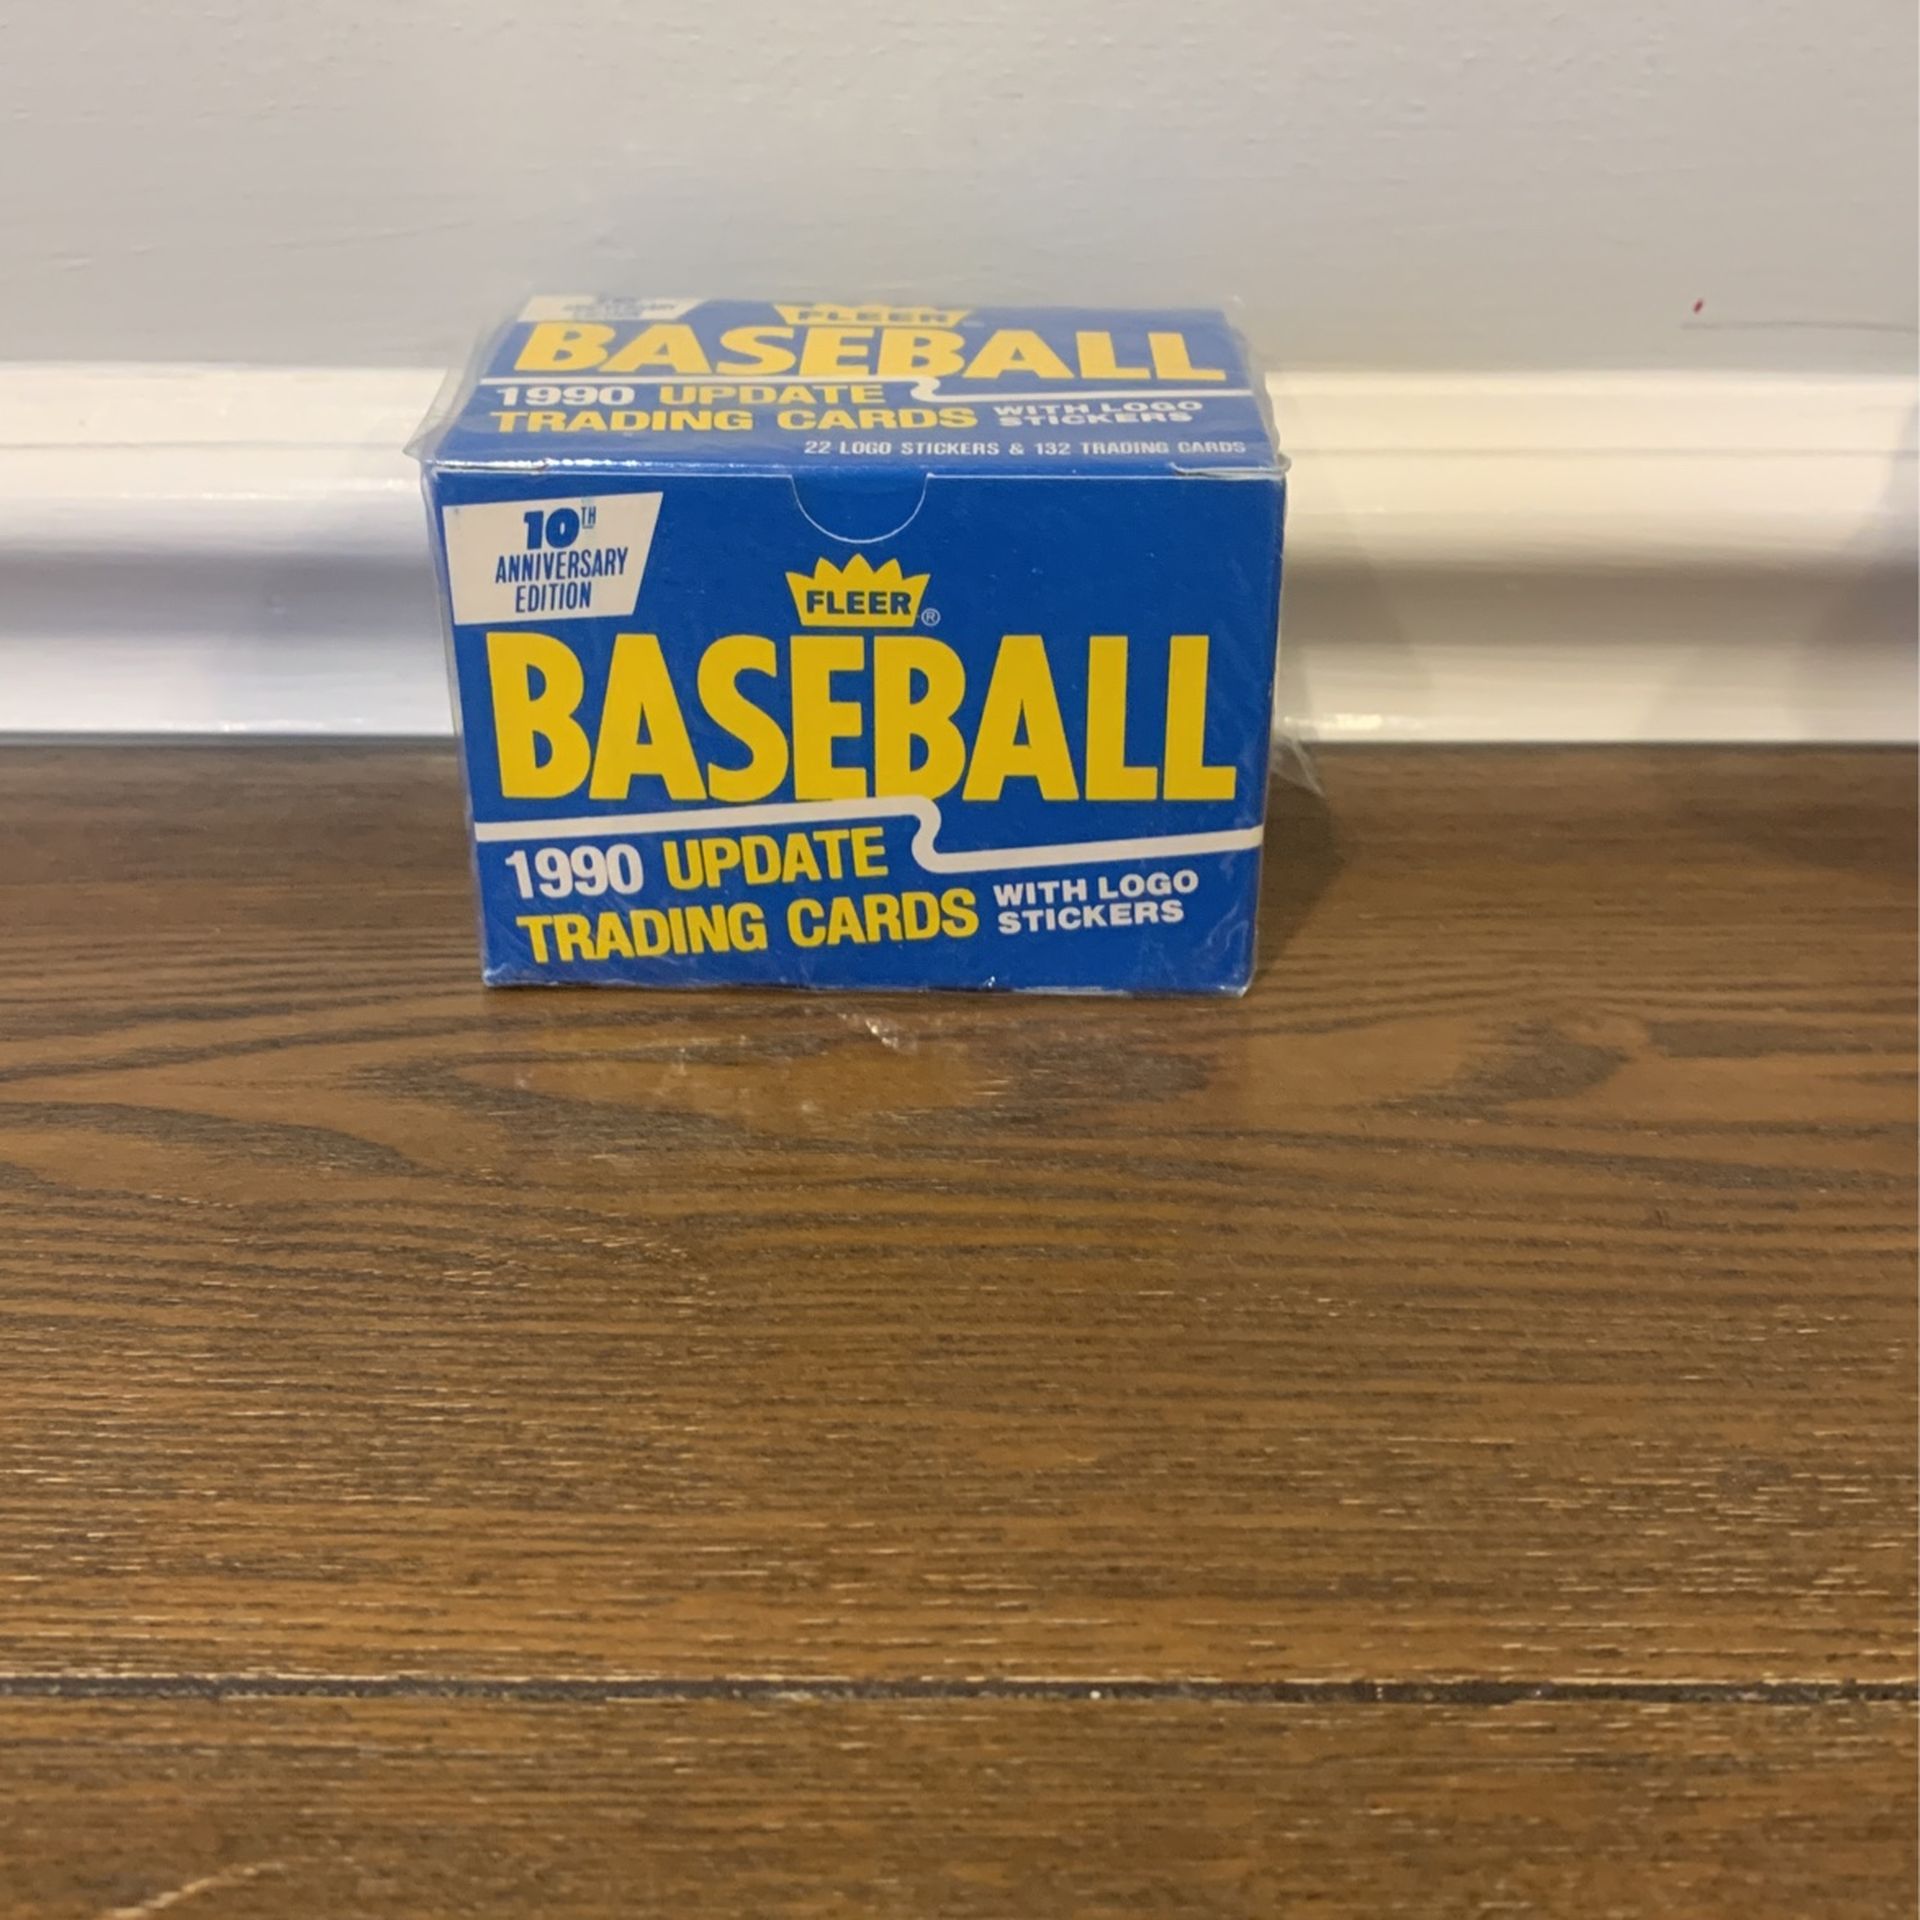 FLEER
BASEBALL
1990 UPDATE
TRADING CARDS WITH LOGO
STICKERS
22 LOGO STICKERS & 132 TRADING CARDS
10TH
ANNIVERSARY
EDITION
FLEER®
BASEBALL
1990 UPDATE
TRADING CARDS WITH LOGO
STICKERS